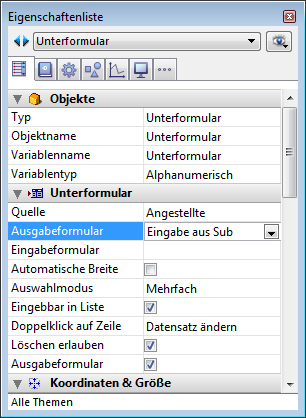 Eigenschaftenliste
Unterformular
Objekte
Typ Unterformular
Objektname Unterformular
Variablenname Unterformular
Variablentyp Alphanumerisch
Unterformular
Quelle Angestellte
Ausgabeformular Eingabe aus Sub
Eingabeformular
Automatische Breite
Auswahlmodus Mehrfach
Eingebbar in Liste
Doppelklick auf Zeile Datensatz ändern
Löschen erlauben
Ausgabeformular
Koordinaten & Größe
Alle Themen